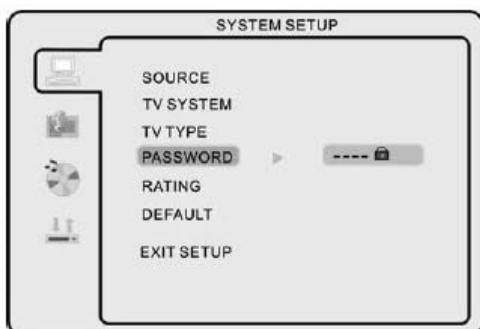 SYSTEM SETUP
SOURCE
TV SYSTEM
TV TYPE
PASSWORD ----
RATING
DEFAULT
EXIT SETUP